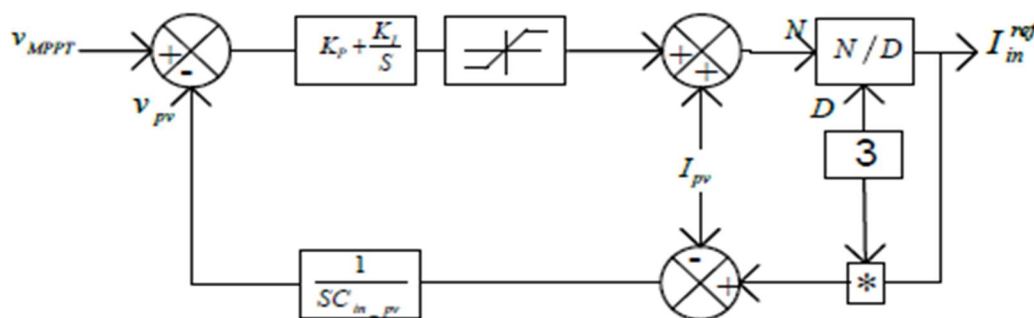 v_MPPT
+
-
v_pv
K_P + K_I / S
+
+
N
N / D
I_in^ref
D
3
I_pv
1 / SC_in_pv
-
+
*